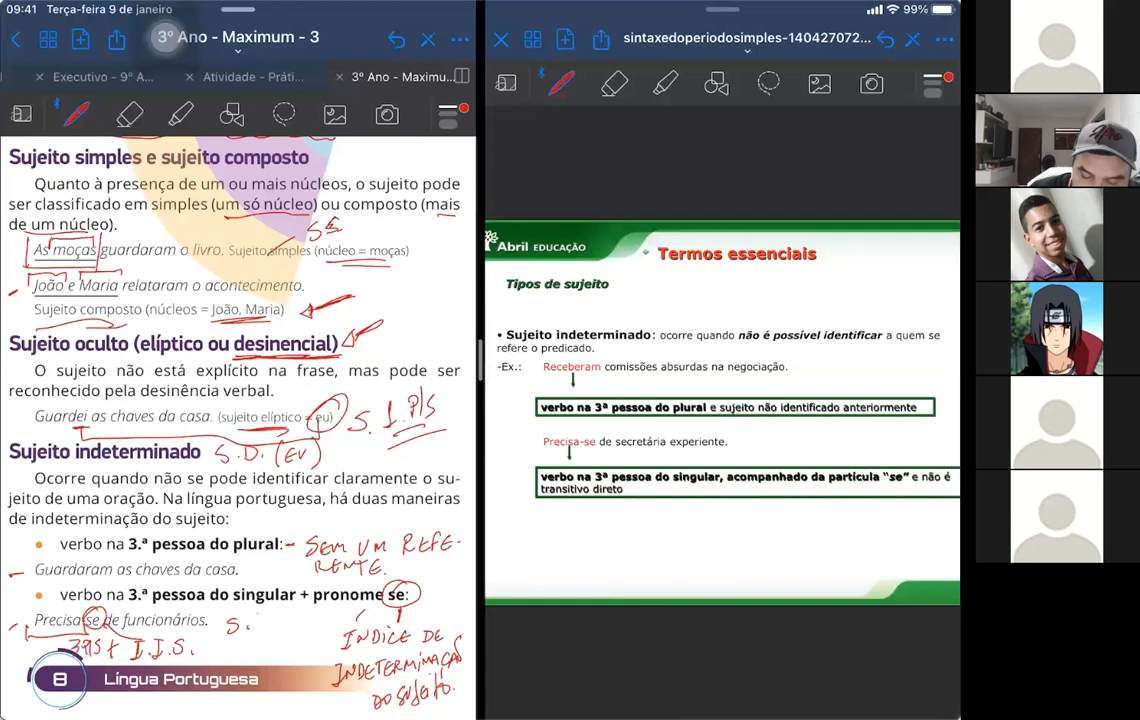 09:41 Terça-feira 9 de janeiro
99%
3º Ano - Maximum - 3
sintaxedoperiodosimples-140427072...
Executivo - 9º A...
Atividade - Práti...
3º Ano - Maximu...
Sujeito simples e sujeito composto
Quanto à presença de um ou mais núcleos, o sujeito pode
ser classificado em simples (um só núcleo) ou composto (mais
de um núcleo).
As moças guardaram o livro. Sujeito simples (núcleo = moças)
João e Maria relataram o acontecimento.
Sujeito composto (núcleos = João, Maria)
Sujeito oculto (elíptico ou desinencial)
O sujeito não está explícito na frase, mas pode ser
reconhecido pela desinência verbal.
Guardei as chaves da casa. (sujeito elíptico = eu)
S. I. P/S
S.D. (EU)
Sujeito indeterminado
Ocorre quando não se pode identificar claramente o su-
jeito de uma oração. Na língua portuguesa, há duas maneiras
de indeterminação do sujeito:
• verbo na 3.ª pessoa do plural: - SEM UM REFE-
RENTE.
Guardaram as chaves da casa.
• verbo na 3.ª pessoa do singular + pronome se:
Precisa-se de funcionários. S.
3ªPS + I.I.S.
ÍNDICE DE
INDETERMINAÇÃO
DO SUJEITO.
8 Língua Portuguesa
Abril EDUCAÇÃO
Termos essenciais
Tipos de sujeito
• Sujeito indeterminado: ocorre quando não é possível identificar a quem se
refere o predicado.
-Ex.: Receberam comissões absurdas na negociação.
verbo na 3ª pessoa do plural e sujeito não identificado anteriormente
Precisa-se de secretária experiente.
verbo na 3ª pessoa do singular, acompanhado da partícula "se" e não é
transitivo direto